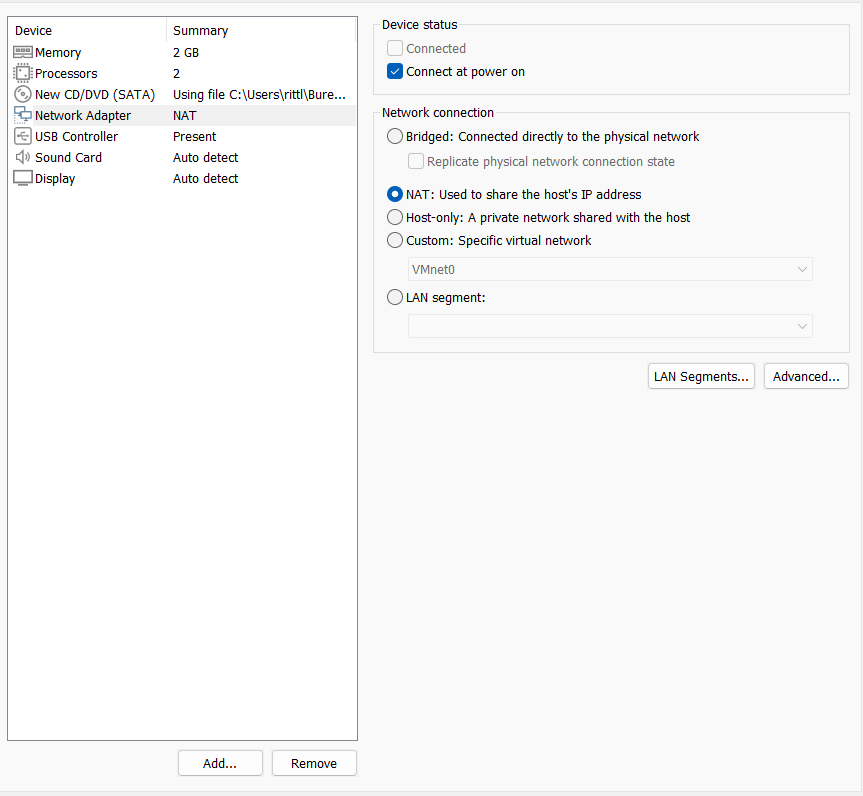 Device Summary
Memory 2 GB
Processors 2
New CD/DVD (SATA) Using file C:\Users\rittl\Bure...
Network Adapter NAT
USB Controller Present
Sound Card Auto detect
Display Auto detect
Add...
Remove
Device status
Connected
Connect at power on
Network connection
Bridged: Connected directly to the physical network
Replicate physical network connection state
NAT: Used to share the host's IP address
Host-only: A private network shared with the host
Custom: Specific virtual network
VMnet0
LAN segment:
LAN Segments...
Advanced...